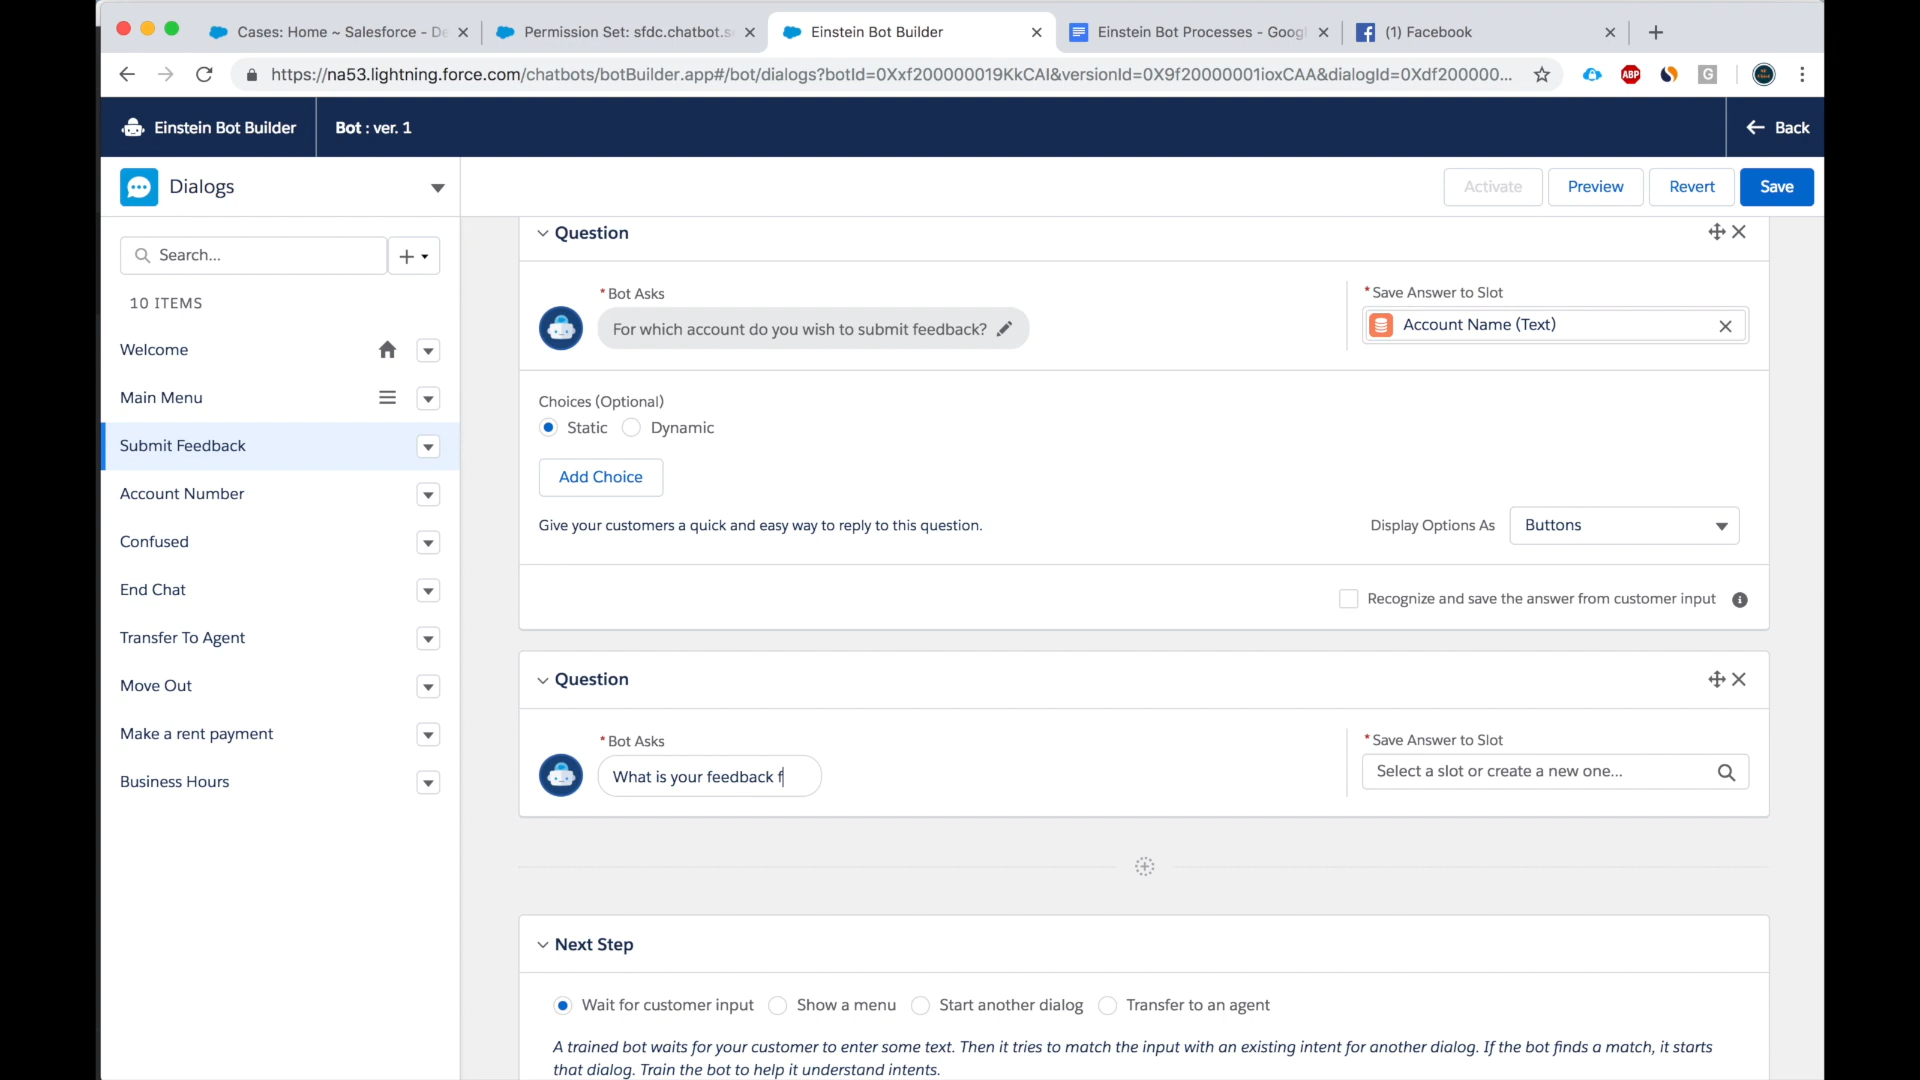 Cases: Home ~ Salesforce - De
Permission Set: sfdc.chatbot.se
Einstein Bot Builder
Einstein Bot Processes - Googl
(1) Facebook
https://na53.lightning.force.com/chatbots/botBuilder.app#/bot/dialogs?botId=0Xxf200000019KkCAI&versionId=0X9f20000001ioxCAA&dialogId=0Xdf200000...
ABP
G
Einstein Bot Builder
Bot : ver. 1
Back
Dialogs
Activate
Preview
Revert
Save
Search...
10 ITEMS
Welcome
Main Menu
Submit Feedback
Account Number
Confused
End Chat
Transfer To Agent
Move Out
Make a rent payment
Business Hours
Question
* Bot Asks
For which account do you wish to submit feedback?
* Save Answer to Slot
Account Name (Text)
Choices (Optional)
Static
Dynamic
Add Choice
Give your customers a quick and easy way to reply to this question.
Display Options As
Buttons
Recognize and save the answer from customer input
Question
* Bot Asks
What is your feedback f
* Save Answer to Slot
Select a slot or create a new one...
Next Step
Wait for customer input
Show a menu
Start another dialog
Transfer to an agent
A trained bot waits for your customer to enter some text. Then it tries to match the input with an existing intent for another dialog. If the bot finds a match, it starts
that dialog. Train the bot to help it understand intents.